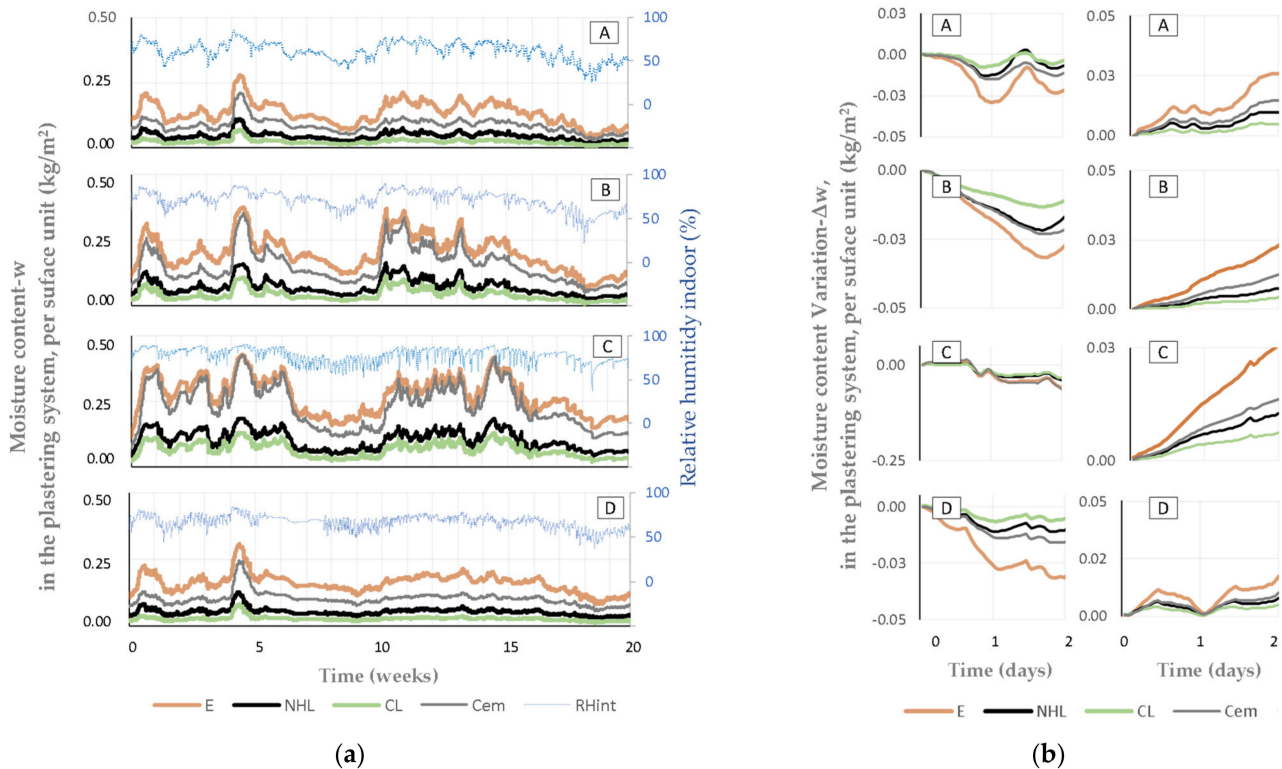 Moisture content-w
in the plastering system, per suface unit (kg/m²)
0.50
0.25
0.00
A
100
50
0
0.50
0.25
0.00
B
100
50
0
0.50
0.25
0.00
C
100
50
0
0.50
0.25
0.00
D
100
50
0
Relative humitidy indoor (%)
0 5 10 15 20
Time (weeks)
E NHL CL Cem RHint
(a)
Moisture content Variation-Δw,
in the plastering system, per suface unit (kg/m²)
0.03
0.00
-0.03
-0.05
A
0.05
0.03
0.00
A
0.00
-0.03
-0.05
B
0.05
0.03
0.00
B
0.00
-0.25
C
0.03
0.00
C
0.00
-0.03
-0.05
D
0.05
0.02
0.00
D
0 1 2
0 1 2
Time (days)
Time (days)
E NHL CL Cem
(b)